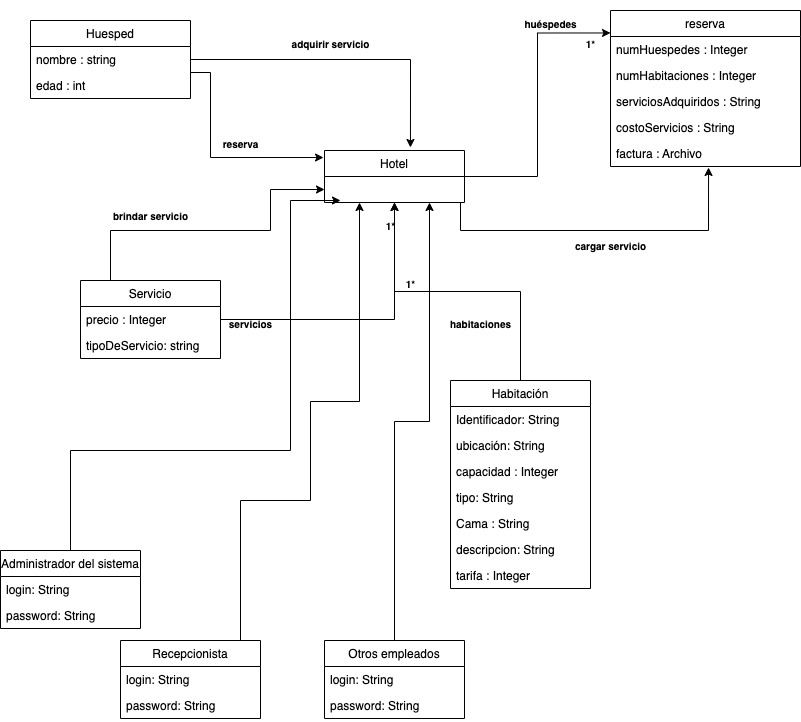 Huesped
nombre : string
edad : int
adquirir servicio
reserva
huéspedes
1*
reserva
numHuespedes : Integer
numHabitaciones : Integer
serviciosAdquiridos : String
costoServicios : String
factura : Archivo
Hotel
brindar servicio
1*
cargar servicio
Servicio
precio : Integer
tipoDeServicio: string
servicios
1*
habitaciones
Habitación
Identificador: String
ubicación: String
capacidad : Integer
tipo: String
Cama : String
descripcion: String
tarifa : Integer
Administrador del sistema
login: String
password: String
Recepcionista
login: String
password: String
Otros empleados
login: String
password: String